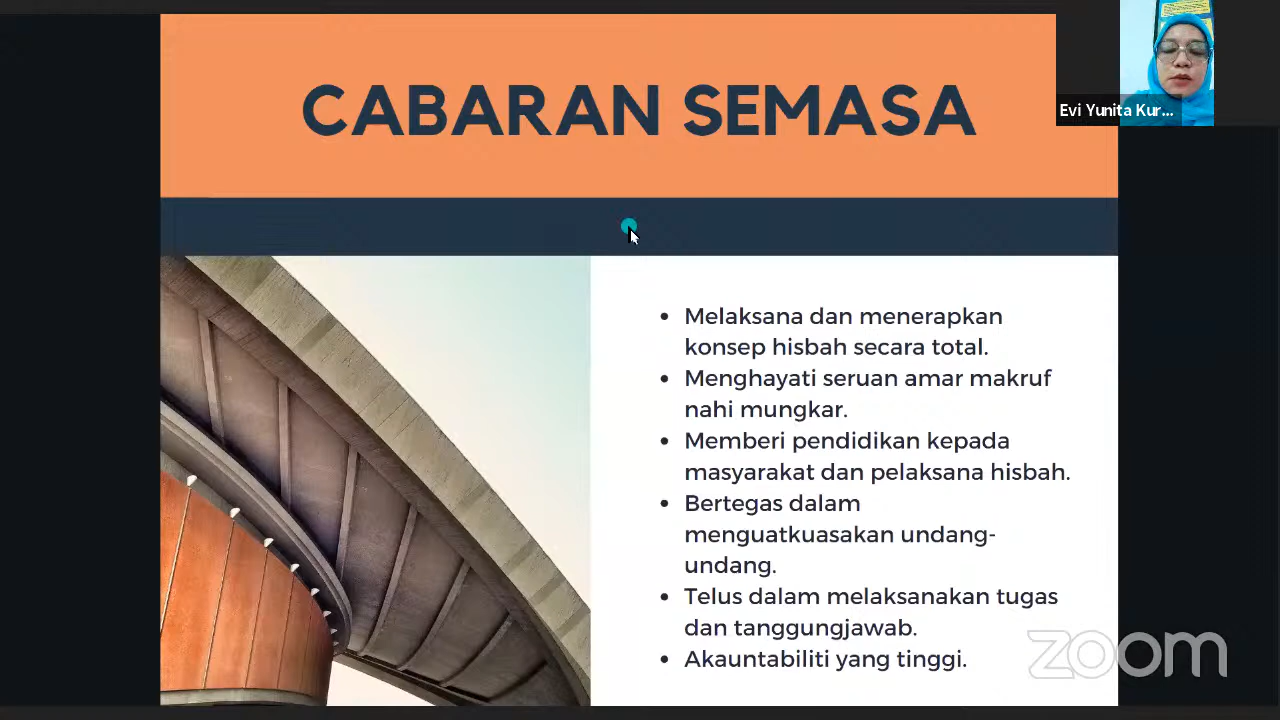 CABARAN SEMASA
Evi Yunita Kur...
• Melaksana dan menerapkan
konsep hisbah secara total.
• Menghayati seruan amar makruf
nahi mungkar.
• Memberi pendidikan kepada
masyarakat dan pelaksana hisbah.
• Bertegas dalam
menguatkuasakan undang-
undang.
• Telus dalam melaksanakan tugas
dan tanggungjawab.
• Akauntabiliti yang tinggi.
zoom